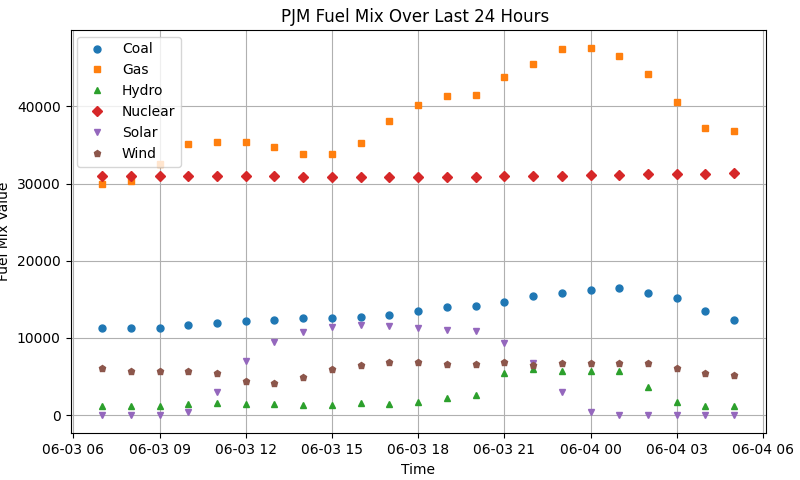 PJM Fuel Mix Over Last 24 Hours
Coal
Gas
Hydro
Nuclear
Solar
Wind
40000
30000
20000
10000
0
Fuel Mix Value
06-03 06
06-03 09
06-03 12
06-03 15
06-03 18
06-03 21
06-04 00
06-04 03
06-04 06
Time